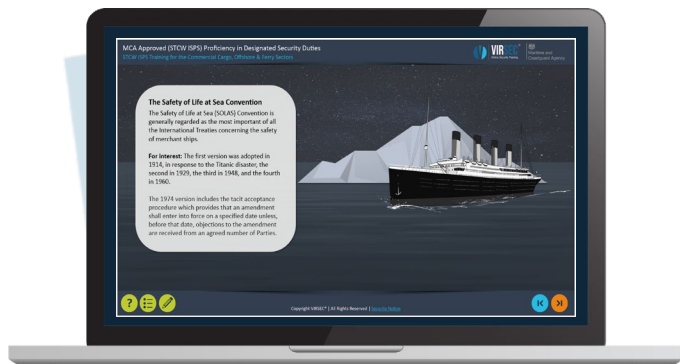 MCA Approved (STCW ISPS) Proficiency in Designated Security Duties
STCW ISPS Training for the Commercial Cargo, Offshore & Ferry Sectors
VIRSEC®
Maritime and
Coastguard Agency
The Safety of Life at Sea Convention
The Safety of Life at Sea (SOLAS) Convention is
generally regarded as the most important of all
the International Treaties concerning the safety
of merchant ships.
For interest: The first version was adopted in
1914, in response to the Titanic disaster, the
second in 1929, the third in 1948, and the fourth
in 1960.
The 1974 version includes the tacit acceptance
procedure which provides that an amendment
shall enter into force on a specified date unless,
before that date, objections to the amendment
are received from an agreed number of Parties.
?
Copyright VIRSEC® | All Rights Reserved | Security Notice